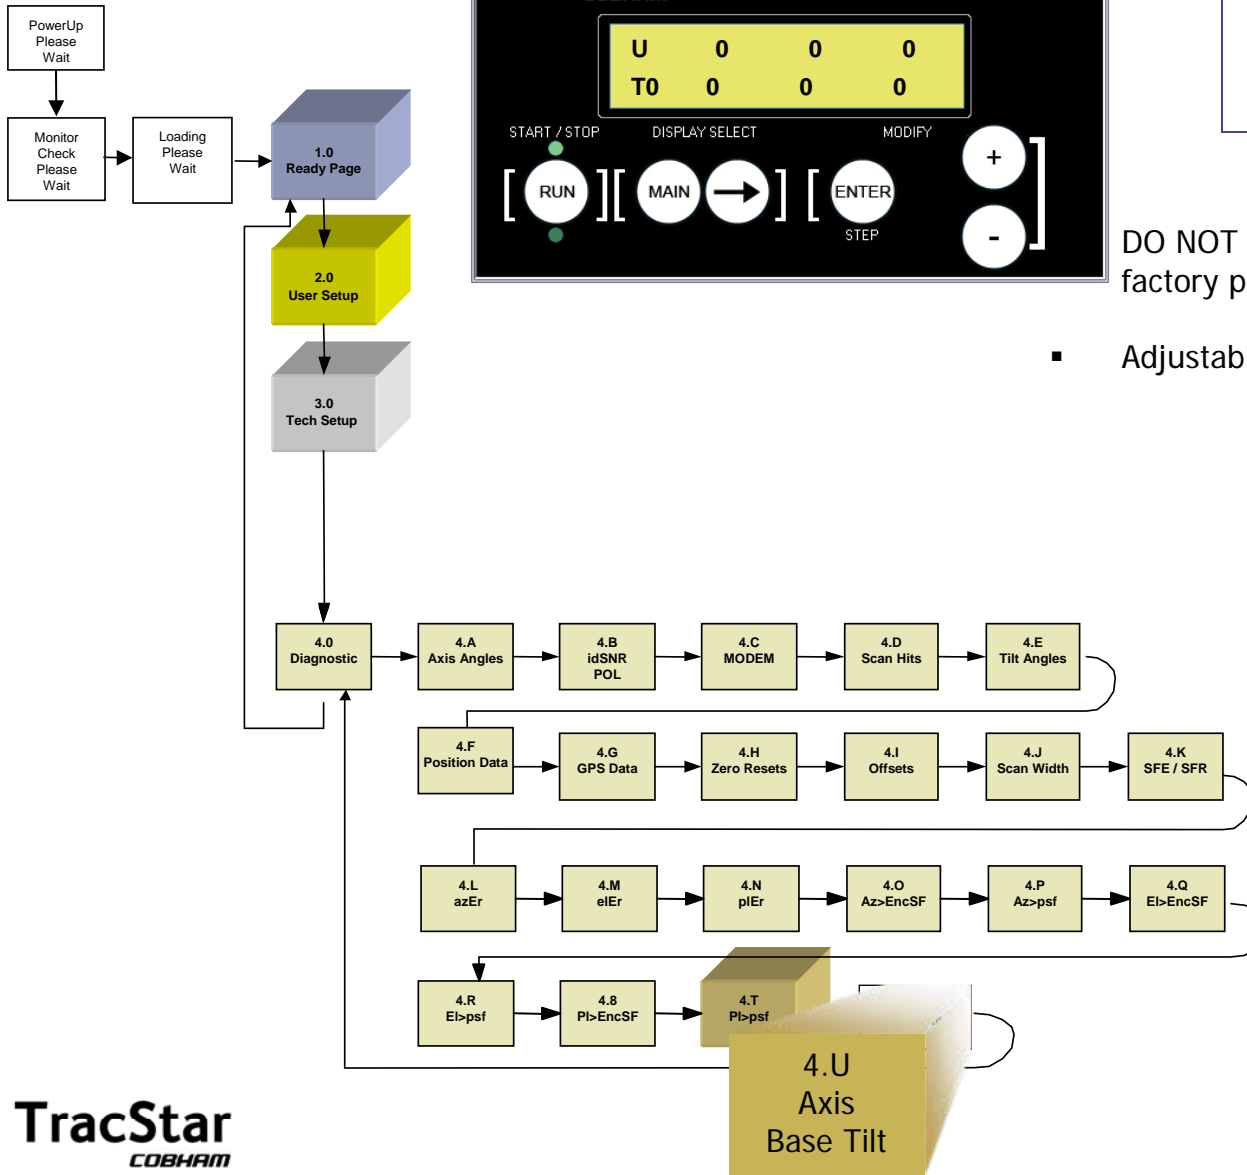 PowerUp
Please
Wait
Monitor
Check
Please
Wait
Loading
Please
Wait
1.0
Ready Page
2.0
User Setup
3.0
Tech Setup
U 0 0 0
T0 0 0 0
START / STOP DISPLAY SELECT MODIFY
[ RUN ] [ MAIN → ] [ ENTER + ]
STEP -
DO NOT
factory p
▪ Adjustabl
4.0
Diagnostic
4.A
Axis Angles
4.B
idSNR
POL
4.C
MODEM
4.D
Scan Hits
4.E
Tilt Angles
4.F
Position Data
4.G
GPS Data
4.H
Zero Resets
4.I
Offsets
4.J
Scan Width
4.K
SFE / SFR
4.L
azEr
4.M
elEr
4.N
plEr
4.O
Az>EncSF
4.P
Az>psf
4.Q
El>EncSF
4.R
El>psf
4.8
Pl>EncSF
4.T
Pl>psf
4.U
Axis
Base Tilt
TracStar
COBHAM